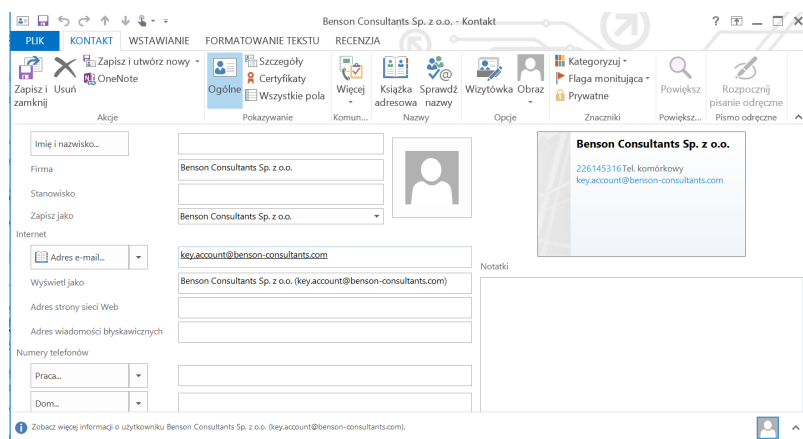 Benson Consultants Sp. z o.o. - Kontakt
?
PLIK KONTAKT WSTAWIANIE FORMATOWANIE TEKSTU RECENZJA
Zapisz i zamknij
Usuń
Zapisz i utwórz nowy
OneNote
Akcje
Ogólne
Szczegóły
Certyfikaty
Wszystkie pola
Pokazywanie
Więcej
Komun...
Książka adresowa
Sprawdź nazwy
Nazwy
Wizytówka
Obraz
Opcje
Kategoryzuj
Flaga monitująca
Prywatne
Znaczniki
Powiększ
Powiększ...
Rozpocznij pisanie odręczne
Pismo odręczne
Imię i nazwisko...
Firma
Benson Consultants Sp. z o.o.
Stanowisko
Zapisz jako
Benson Consultants Sp. z o.o.
Internet
Adres e-mail...
key.account@benson-consultants.com
Wyświetl jako
Benson Consultants Sp. z o.o. (key.account@benson-consultants.com)
Adres strony sieci Web
Adres wiadomości błyskawicznych
Numery telefonów
Praca...
Dom...
Benson Consultants Sp. z o.o.
226145316 Tel. komórkowy
key.account@benson-consultants.com
Notatki
Zobacz więcej informacji o użytkowniku Benson Consultants Sp. z o.o. (key.account@benson-consultants.com).